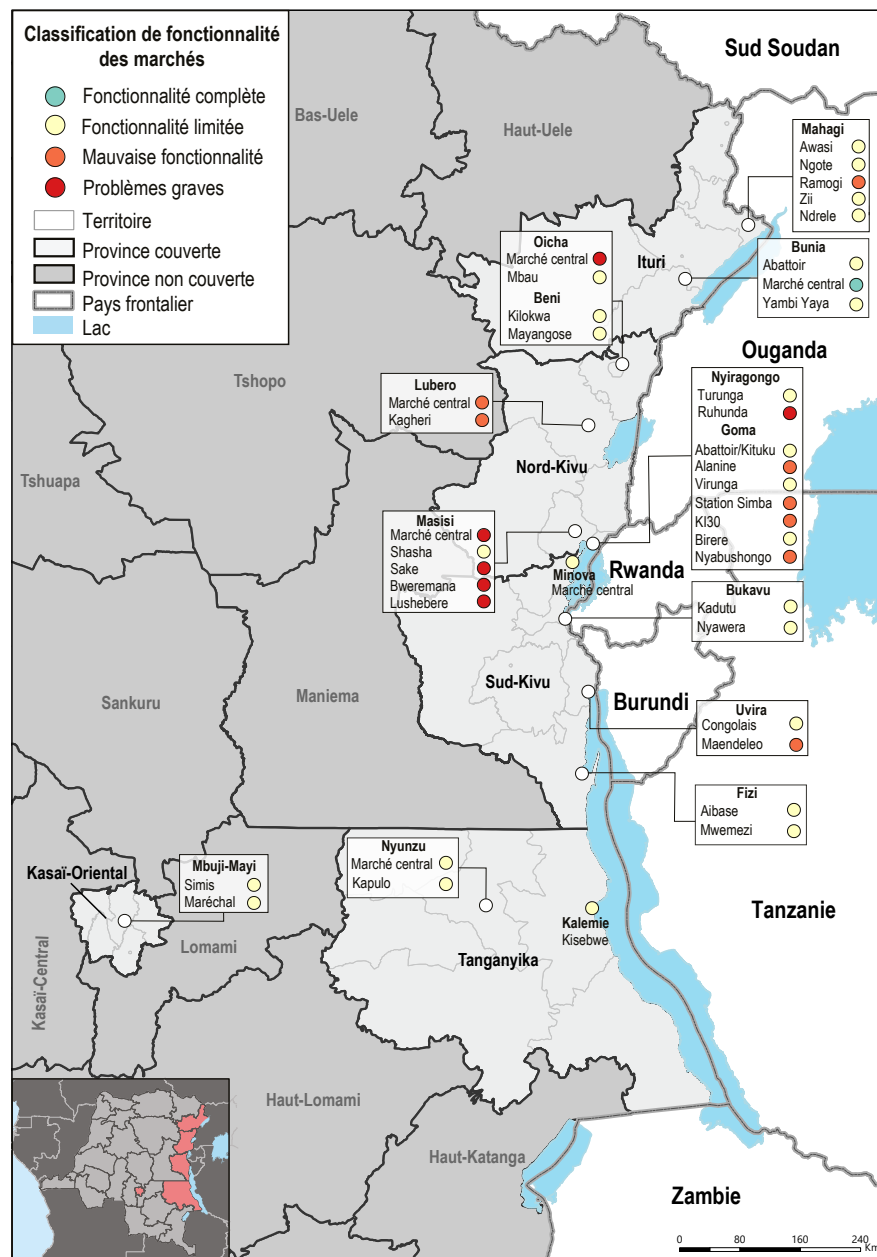 Classification de fonctionnalité
des marchés
Fonctionnalité complète
Fonctionnalité limitée
Mauvaise fonctionnalité
Problèmes graves
Territoire
Province couverte
Province non couverte
Pays frontalier
Lac
Sud Soudan
Bas-Uele
Haut-Uele
Mahagi
Awasi
Ngote
Ramogi
Zii
Ndrele
Oicha
Marché central
Mbau
Beni
Kilokwa
Mayangose
Ituri
Bunia
Abattoir
Marché central
Yambi Yaya
Tshopo
Ouganda
Lubero
Marché central
Kagheri
Nyiragongo
Turunga
Ruhunda
Goma
Abattoir/Kituku
Alanine
Virunga
Station Simba
KI30
Birere
Nyabushongo
Tshuapa
Nord-Kivu
Masisi
Marché central
Shasha
Sake
Bweremana
Lushebere
Minova
Marché central
Rwanda
Bukavu
Kadutu
Nyawera
Sankuru
Maniema
Sud-Kivu
Burundi
Uvira
Congolais
Maendeleo
Fizi
Aibase
Mwemezi
Kasaï-Oriental
Mbuji-Mayi
Simis
Maréchal
Nyunzu
Marché central
Kapulo
Kalemie
Kisebwe
Tanzanie
Kasaï-Central
Lomami
Tanganyika
Haut-Lomami
Haut-Katanga
Zambie
0 80 160 240
Km